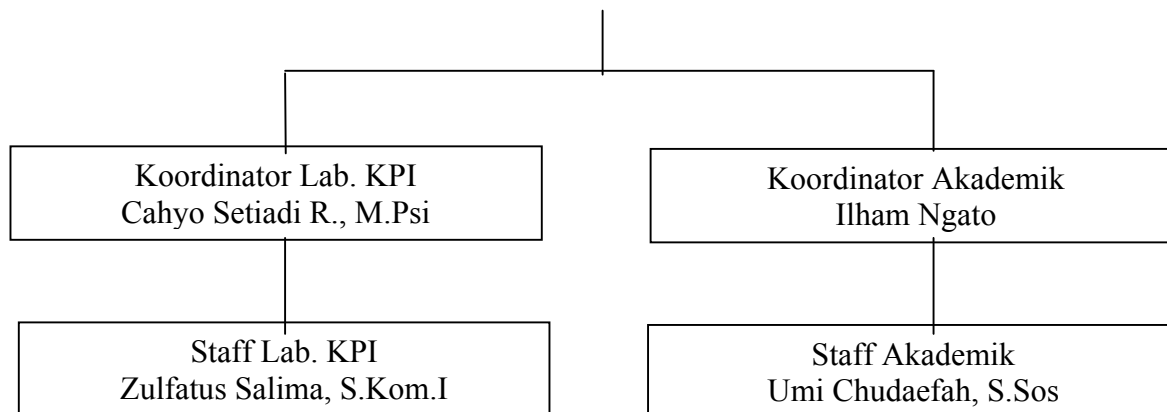 Koordinator Lab. KPI
Cahyo Setiadi R., M.Psi
Koordinator Akademik
Ilham Ngato
Staff Lab. KPI
Zulfatus Salima, S.Kom.I
Staff Akademik
Umi Chudaefah, S.Sos